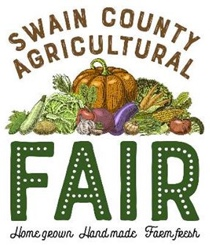 SWAIN COUNTY
AGRICULTURAL
FAIR
Home grown Hand made Farm fresh